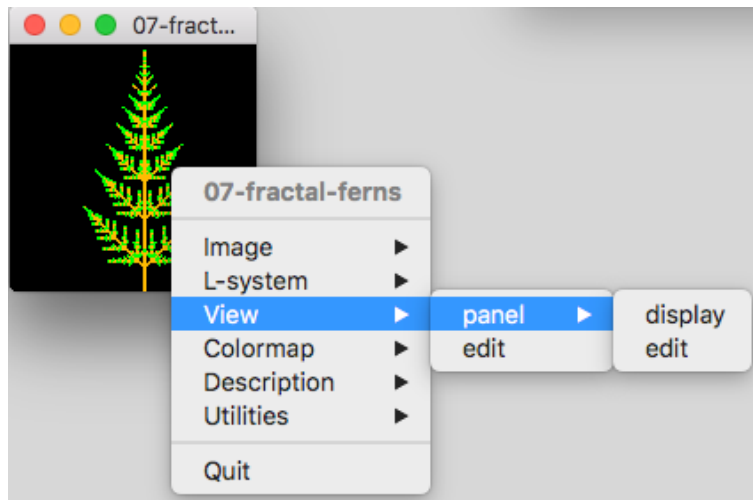 07-fract...
07-fractal-ferns
Image
L-system
View
panel
display
Colormap
edit
edit
Description
Utilities
Quit